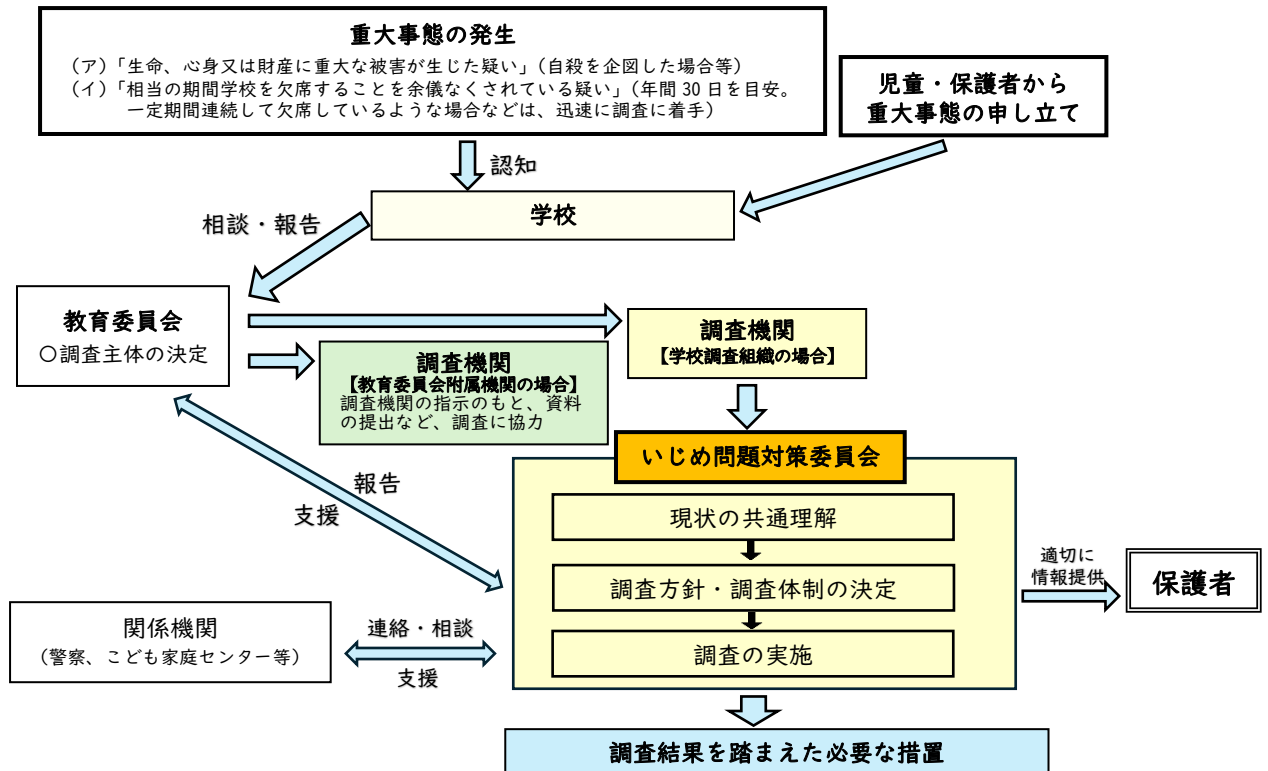 重大事態の発生
（ア）「生命、心身又は財産に重大な被害が生じた疑い」（自殺を企図した場合等）
（イ）「相当の期間学校を欠席することを余儀なくされている疑い」（年間 30 日を目安。
一定期間連続して欠席しているような場合などは、迅速に調査に着手）
児童・保護者から
重大事態の申し立て
認知
学校
相談・報告
教育委員会
〇調査主体の決定
調査機関
【学校調査組織の場合】
調査機関
【教育委員会附属機関の場合】
調査機関の指示のもと、資料
の提出など、調査に協力
いじめ問題対策委員会
報告
支援
現状の共通理解
調査方針・調査体制の決定
調査の実施
適切に
情報提供
保護者
関係機関
（警察、こども家庭センター等）
連絡・相談
支援
調査結果を踏まえた必要な措置